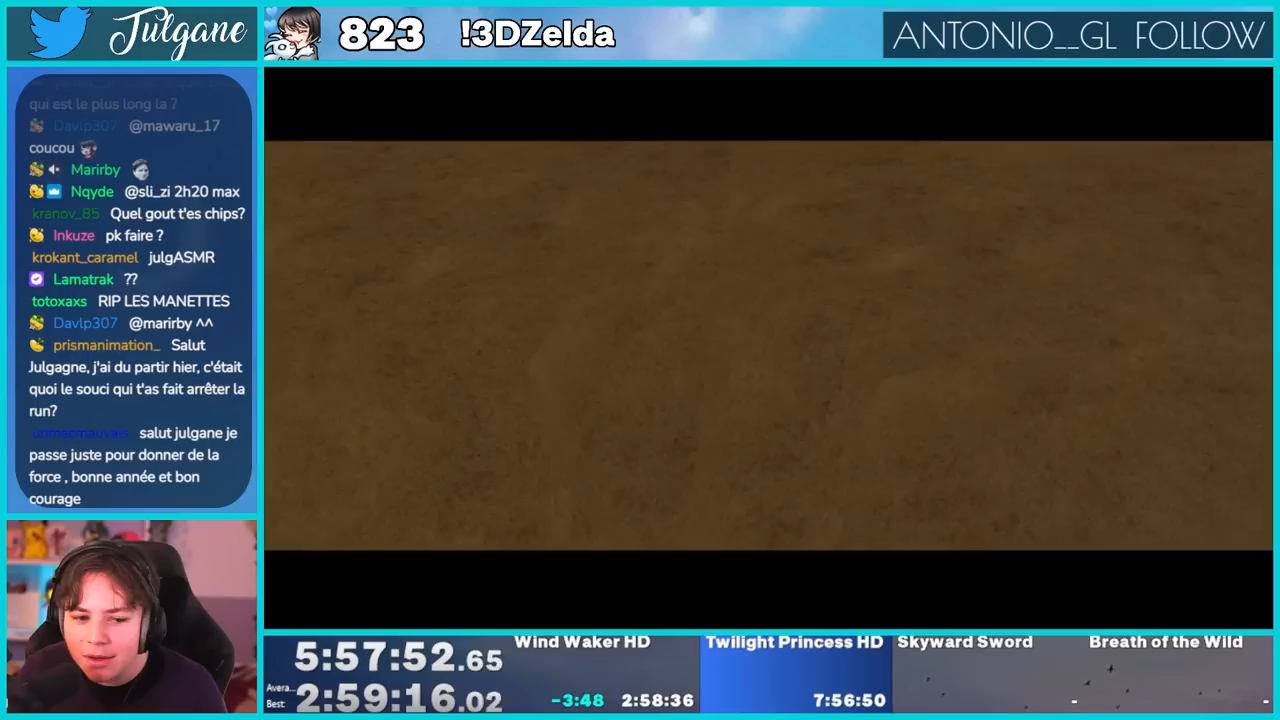 Julgane
823
!3DZelda
ANTONIO__GL FOLLOW
qui est le plus long la ?
Davlp307 @mawaru_17
coucou
Marirby
Nqyde @sli_zi 2h20 max
kranov_85 Quel gout t'es chips?
Inkuze pk faire ?
krokant_caramel julgASMR
Lamatrak ??
totoxaxs RIP LES MANETTES
Davlp307 @marirby ^^
prismanimation_ Salut
Julgagne, j'ai du partir hier, c'était
quoi le souci qui t'as fait arrêter la
run?
unmecmauvais salut julgane je
passe juste pour donner de la
force , bonne année et bon
courage
5:57:52.65
Avera...
Best:
2:59:16.02
Wind Waker HD
-3:48 2:58:36
Twilight Princess HD
7:56:50
Skyward Sword
-
Breath of the Wild
-